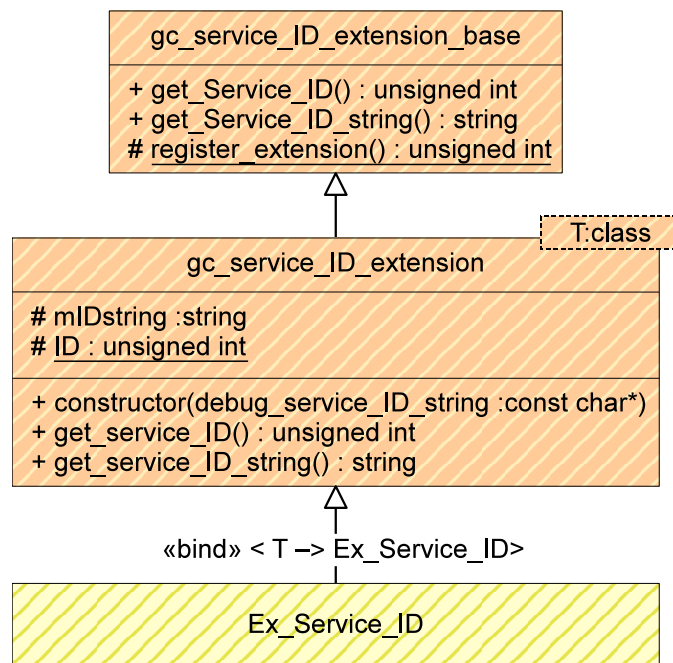 gc_service_ID_extension_base
+ get_Service_ID() : unsigned int
+ get_Service_ID_string() : string
# register_extension() : unsigned int
T:class
gc_service_ID_extension
# mIDstring :string
# ID : unsigned int
+ constructor(debug_service_ID_string :const char*)
+ get_service_ID() : unsigned int
+ get_service_ID_string() : string
«bind» < T –> Ex_Service_ID>
Ex_Service_ID